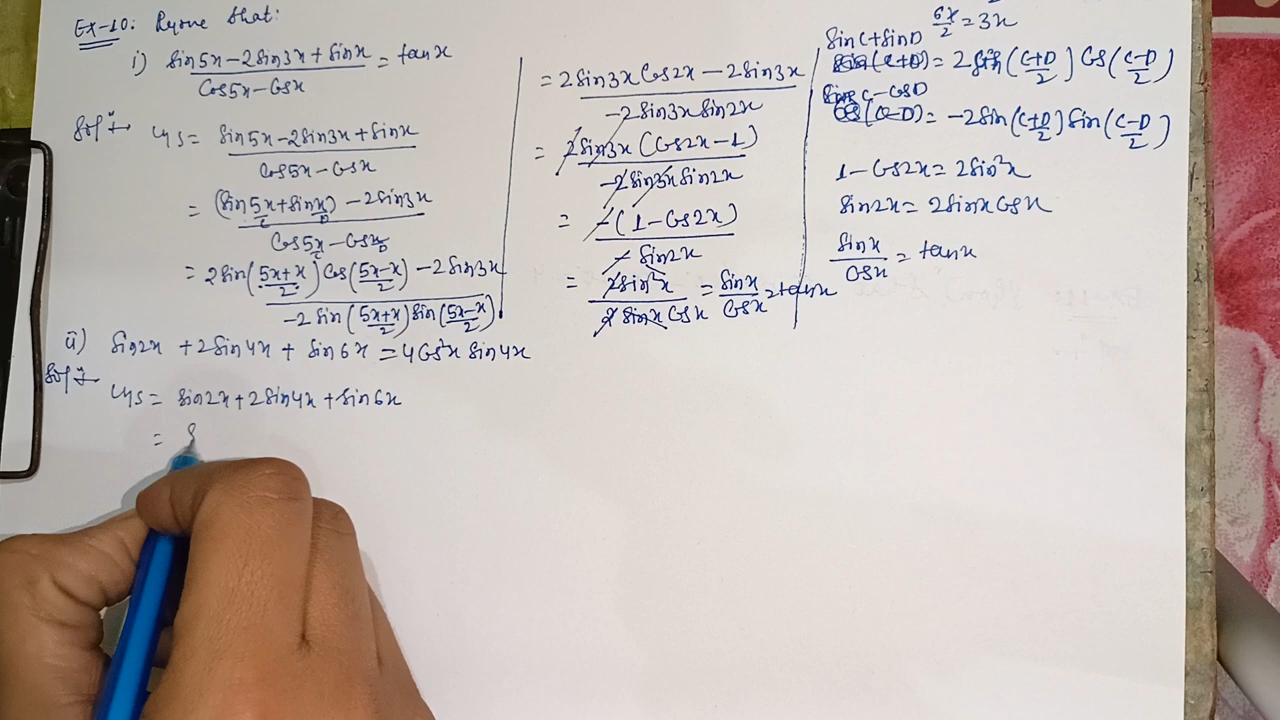 Ex-10: Prove that:
i) sin5x-2sin3x+sinx / cos5x-cosx = tanx
Solⁿ:- LHS = sin5x-2sin3x+sinx / cos5x-cosx
= (sin5x+sinx)-2sin3x / cos5x-cosx
C D
C D
= 2sin(5x+x/2)cos(5x-x/2)-2sin3x / -2sin(5x+x/2)sin(5x-x/2)
= 2sin3xcos2x-2sin3x / -2sin3xsin2x
= 2sin3x(cos2x-1) / -2sin3xsin2x
= -(1-cos2x) / -sin2x
= 2sin²x / 2sinxcosx = sinx/cosx = tanx
6x/2 = 3x
sinC+sinD
= 2sin(C+D/2)cos(C-D/2)
cosC-cosD
= -2sin(C+D/2)sin(C-D/2)
1-cos2x = 2sin²x
sin2x = 2sinxcosx
sinx/cosx = tanx
ii) sin2x+2sin4x+sin6x = 4cos²x sin4x
Solⁿ:- LHS = sin2x+2sin4x+sin6x
=